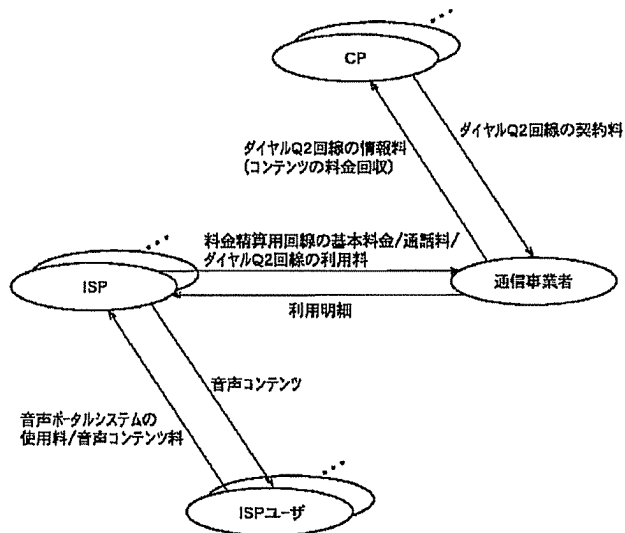 CP
ダイヤルQ2回線の契約料
ダイヤルQ2回線の情報料
(コンテンツの料金回収)
料金精算用回線の基本料金/通話料/
ダイヤルQ2回線の利用料
ISP
通信事業者
利用明細
音声コンテンツ
音声ポータルシステムの
使用料/音声コンテンツ料
ISPユーザ